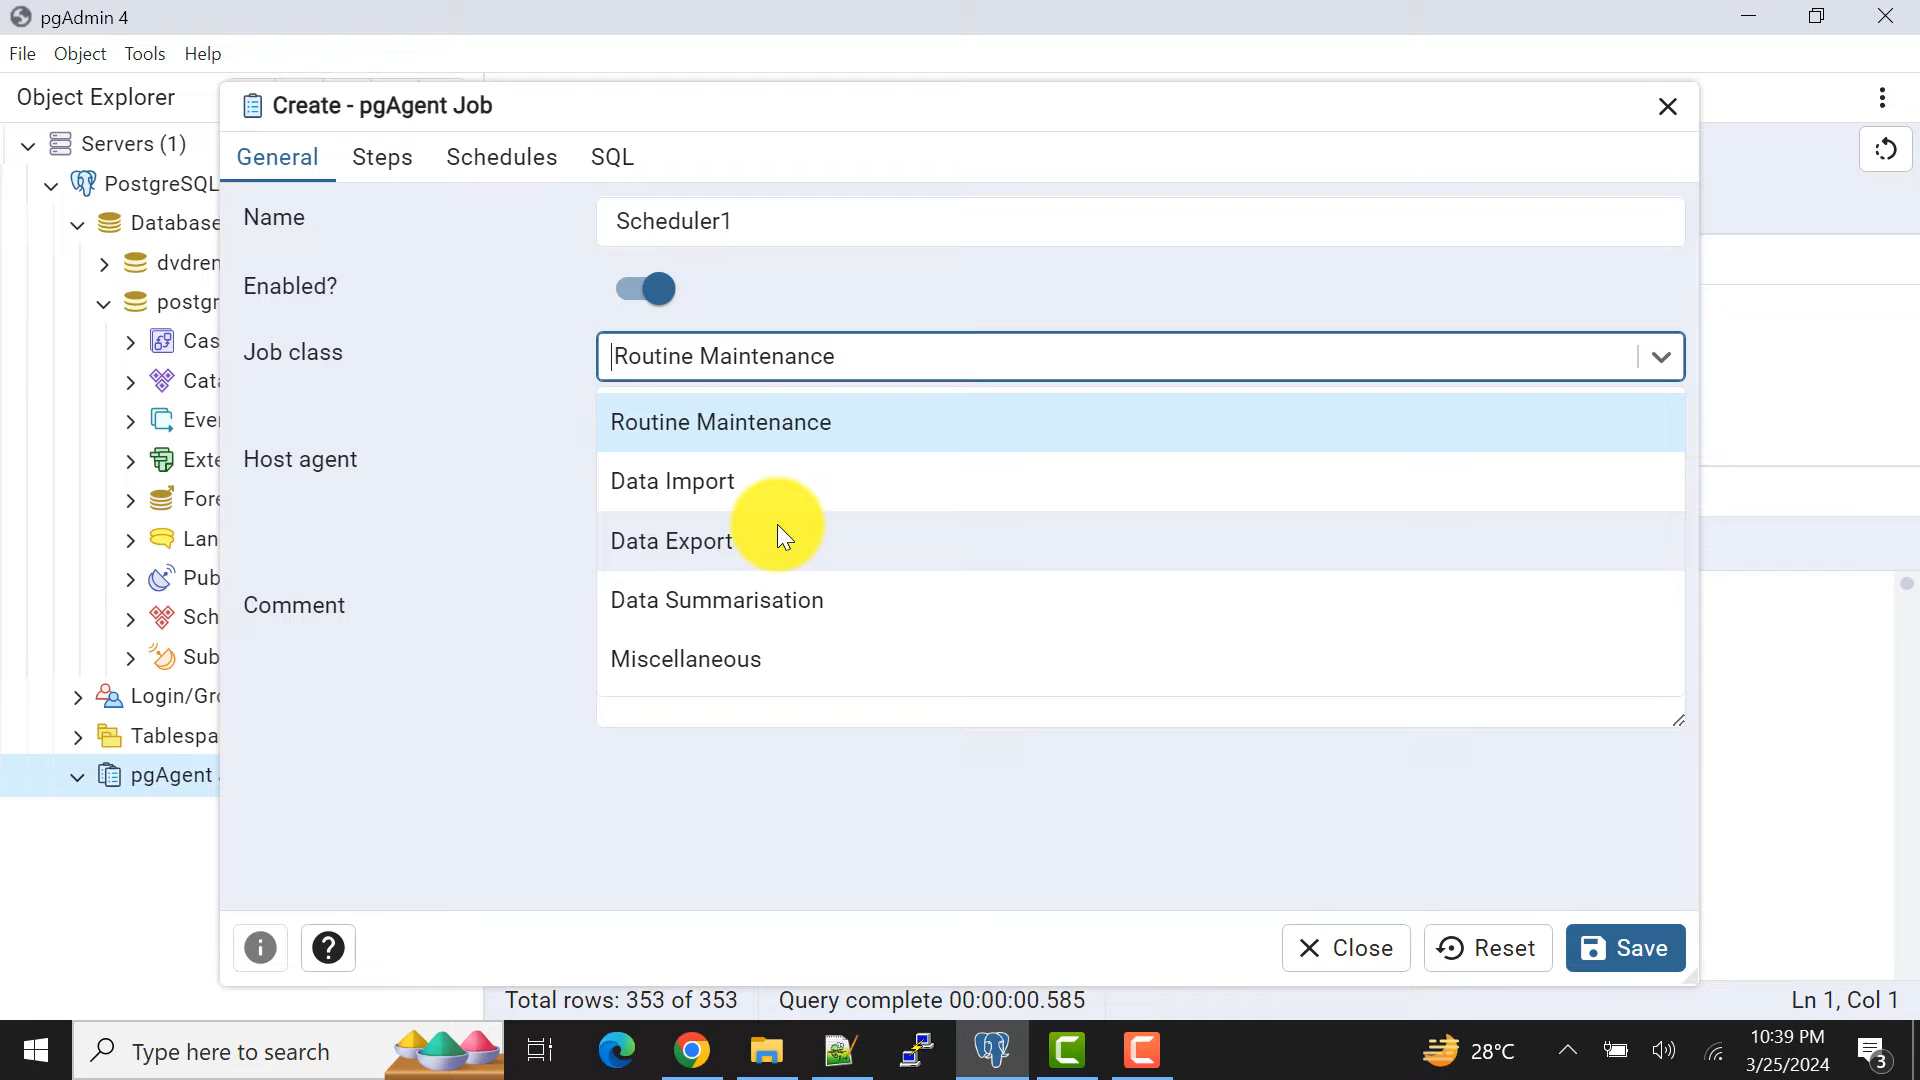 pgAdmin 4
File Object Tools Help
Object Explorer
Servers (1)
PostgreSQL
Database
dvdren
postgr
Cas
Cata
Even
Exte
Fore
Lan
Pub
Sch
Sub
Login/Gro
Tablespa
pgAgent
Create - pgAgent Job
General Steps Schedules SQL
Name Scheduler1
Enabled?
Job class Routine Maintenance
Routine Maintenance
Data Import
Host agent
Data Export
Data Summarisation
Comment
Miscellaneous
Close Reset Save
Total rows: 353 of 353 Query complete 00:00:00.585 Ln 1, Col 1
Type here to search
28°C
10:39 PM
3/25/2024
3